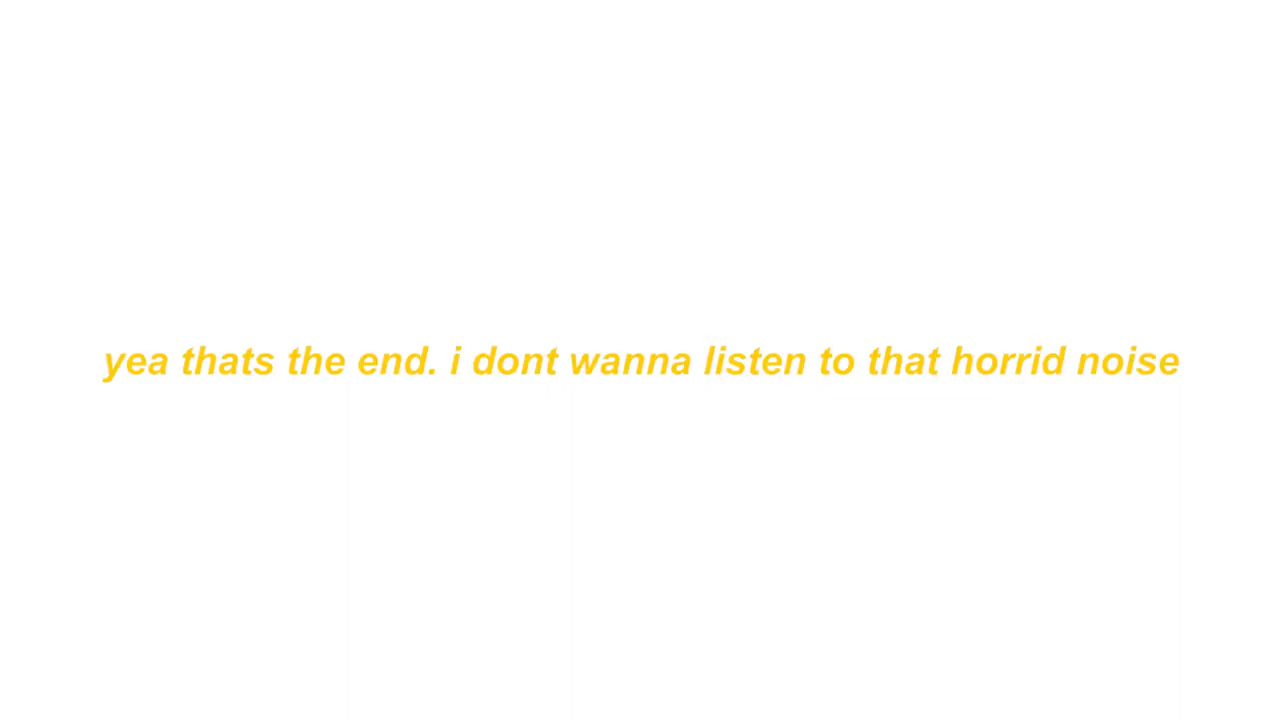 yea thats the end. i dont wanna listen to that horrid noise